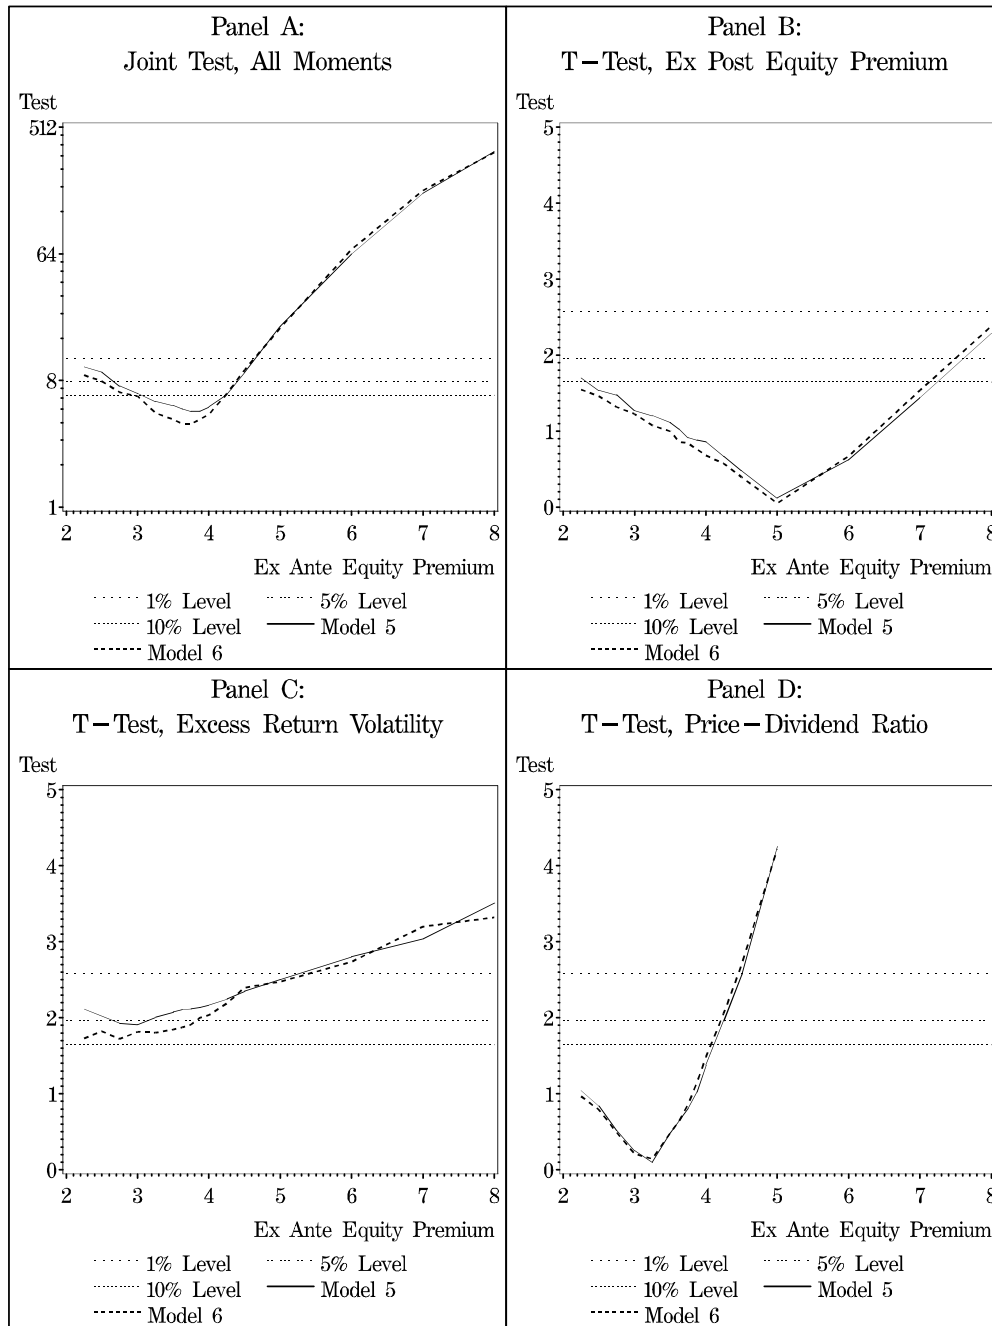 Panel A:
Joint Test, All Moments
Test
512
64
8
1
2 3 4 5 6 7 8
Ex Ante Equity Premium
1% Level 5% Level
10% Level Model 5
Model 6
Panel B:
T-Test, Ex Post Equity Premium
Test
5
4
3
2
1
0
2 3 4 5 6 7 8
Ex Ante Equity Premium
1% Level 5% Level
10% Level Model 5
Model 6
Panel C:
T-Test, Excess Return Volatility
Test
5
4
3
2
1
0
2 3 4 5 6 7 8
Ex Ante Equity Premium
1% Level 5% Level
10% Level Model 5
Model 6
Panel D:
T-Test, Price-Dividend Ratio
Test
5
4
3
2
1
0
2 3 4 5 6 7 8
Ex Ante Equity Premium
1% Level 5% Level
10% Level Model 5
Model 6